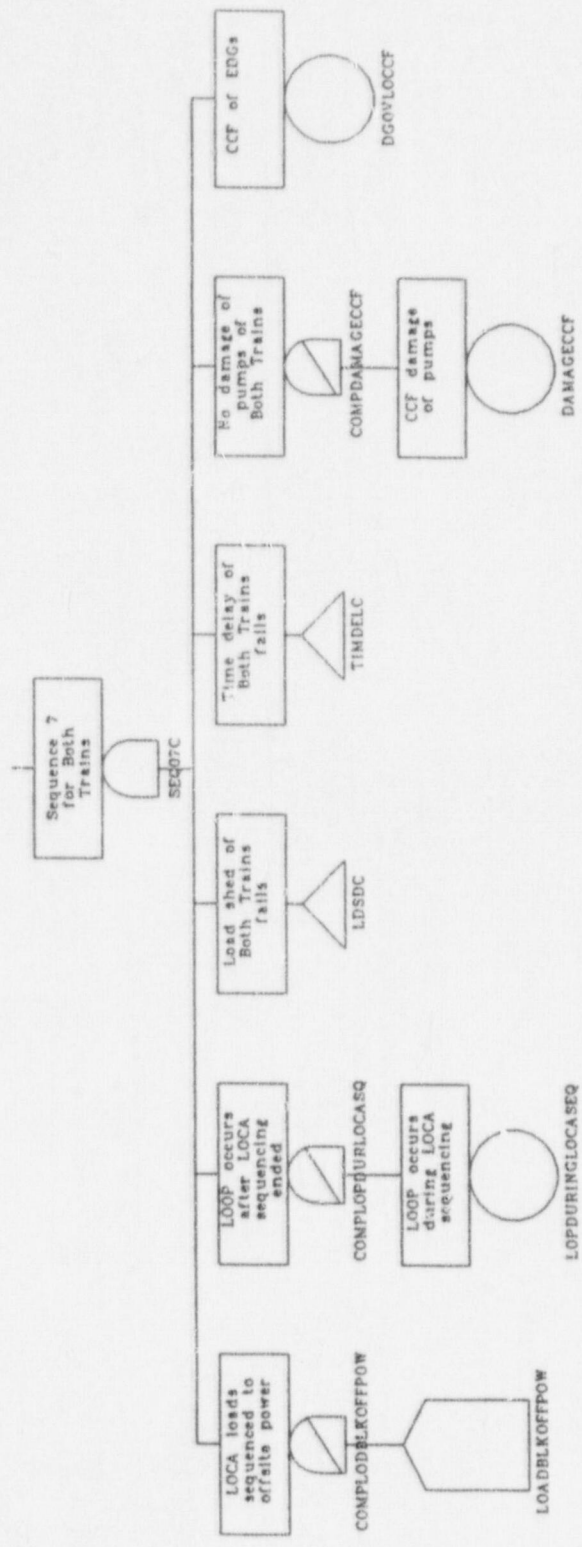 Sequence 7
for Both
Trains
SEQ07C
LOCA loads
sequenced to
offsite power
COMPLODBLKOFFPOW
LOADBLKOFFPOW
LOOP occurs
after LOCA
sequencing
ended
COMPLOPDURLOCASQ
LOOP occurs
during LOCA
sequencing
LOPDURINGLOCASEQ
Load shed of
Both Trains
fails
LDSDC
Time delay of
Both Trains
fails
TIMDELC
No damage of
pumps of
Both Trains
COMPDAMAGECCF
CCF damage
of pumps
DAMAGECCF
CCF of EDGs
DGOVLOCCF